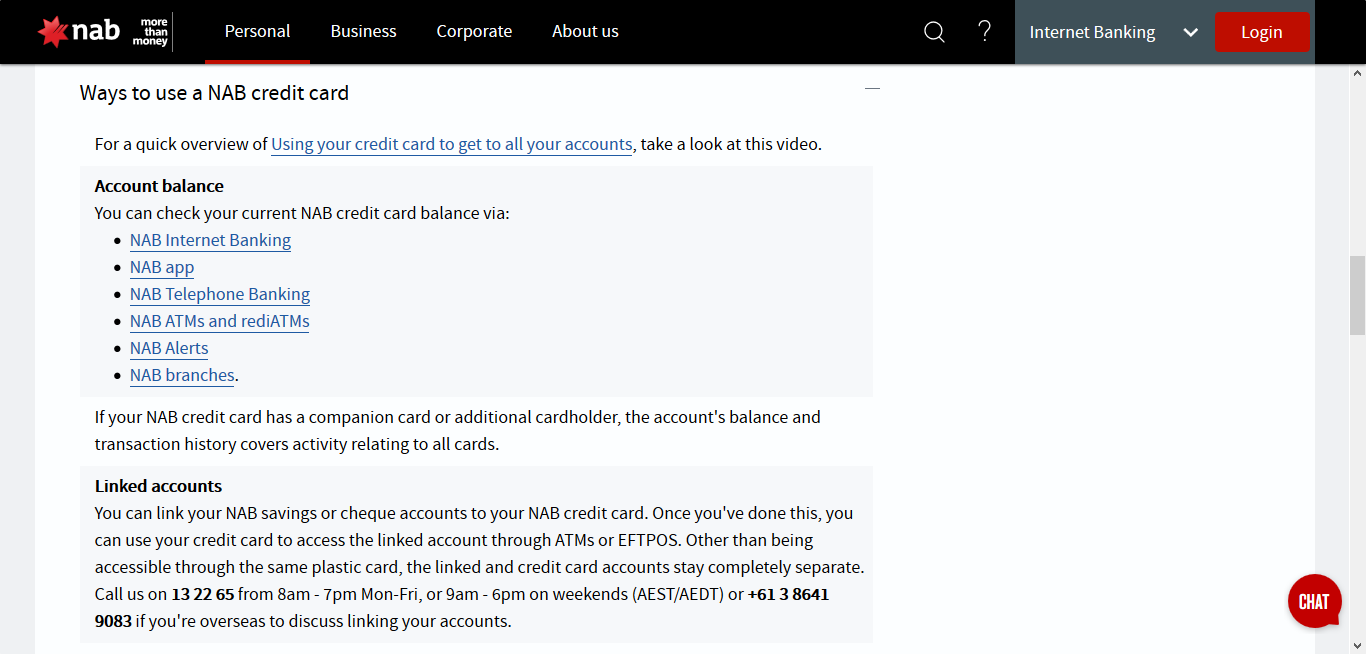 nab
more
than
money
Personal
Business
Corporate
About us
?
Internet Banking
Login
Ways to use a NAB credit card
For a quick overview of Using your credit card to get to all your accounts, take a look at this video.
Account balance
You can check your current NAB credit card balance via:
• NAB Internet Banking
• NAB app
• NAB Telephone Banking
• NAB ATMs and rediATMs
• NAB Alerts
• NAB branches.
If your NAB credit card has a companion card or additional cardholder, the account's balance and
transaction history covers activity relating to all cards.
Linked accounts
You can link your NAB savings or cheque accounts to your NAB credit card. Once you've done this, you
can use your credit card to access the linked account through ATMs or EFTPOS. Other than being
accessible through the same plastic card, the linked and credit card accounts stay completely separate.
Call us on 13 22 65 from 8am - 7pm Mon-Fri, or 9am - 6pm on weekends (AEST/AEDT) or +61 3 8641
9083 if you're overseas to discuss linking your accounts.
CHAT